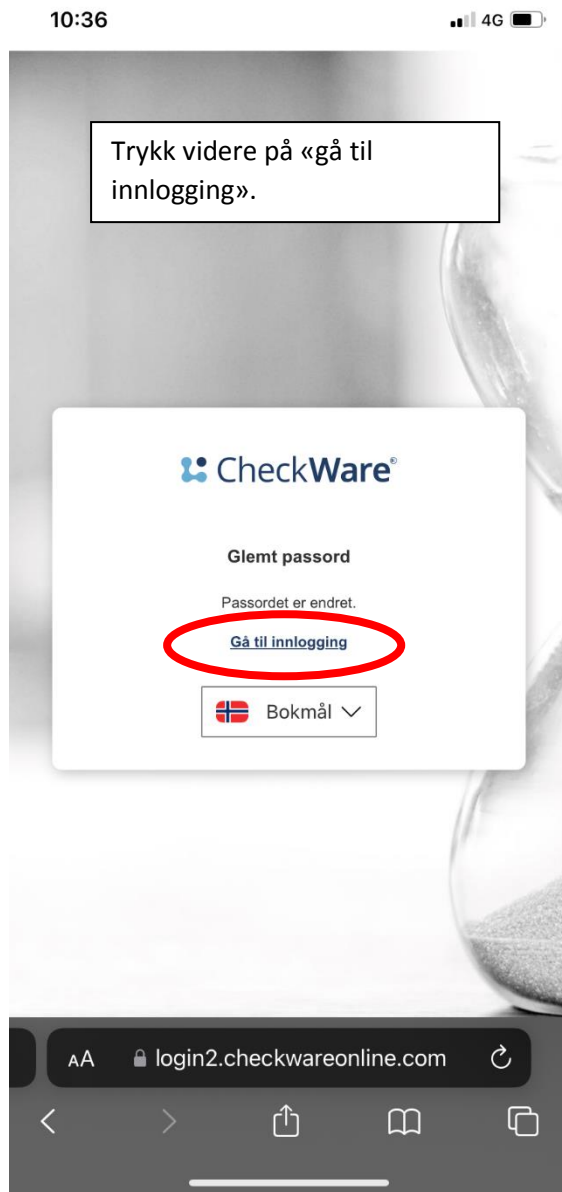 10:36
4G
Trykk videre på «gå til
innlogging».
CheckWare®
Glemt passord
Passordet er endret.
Gå til innlogging
Bokmål
AA login2.checkwareonline.com